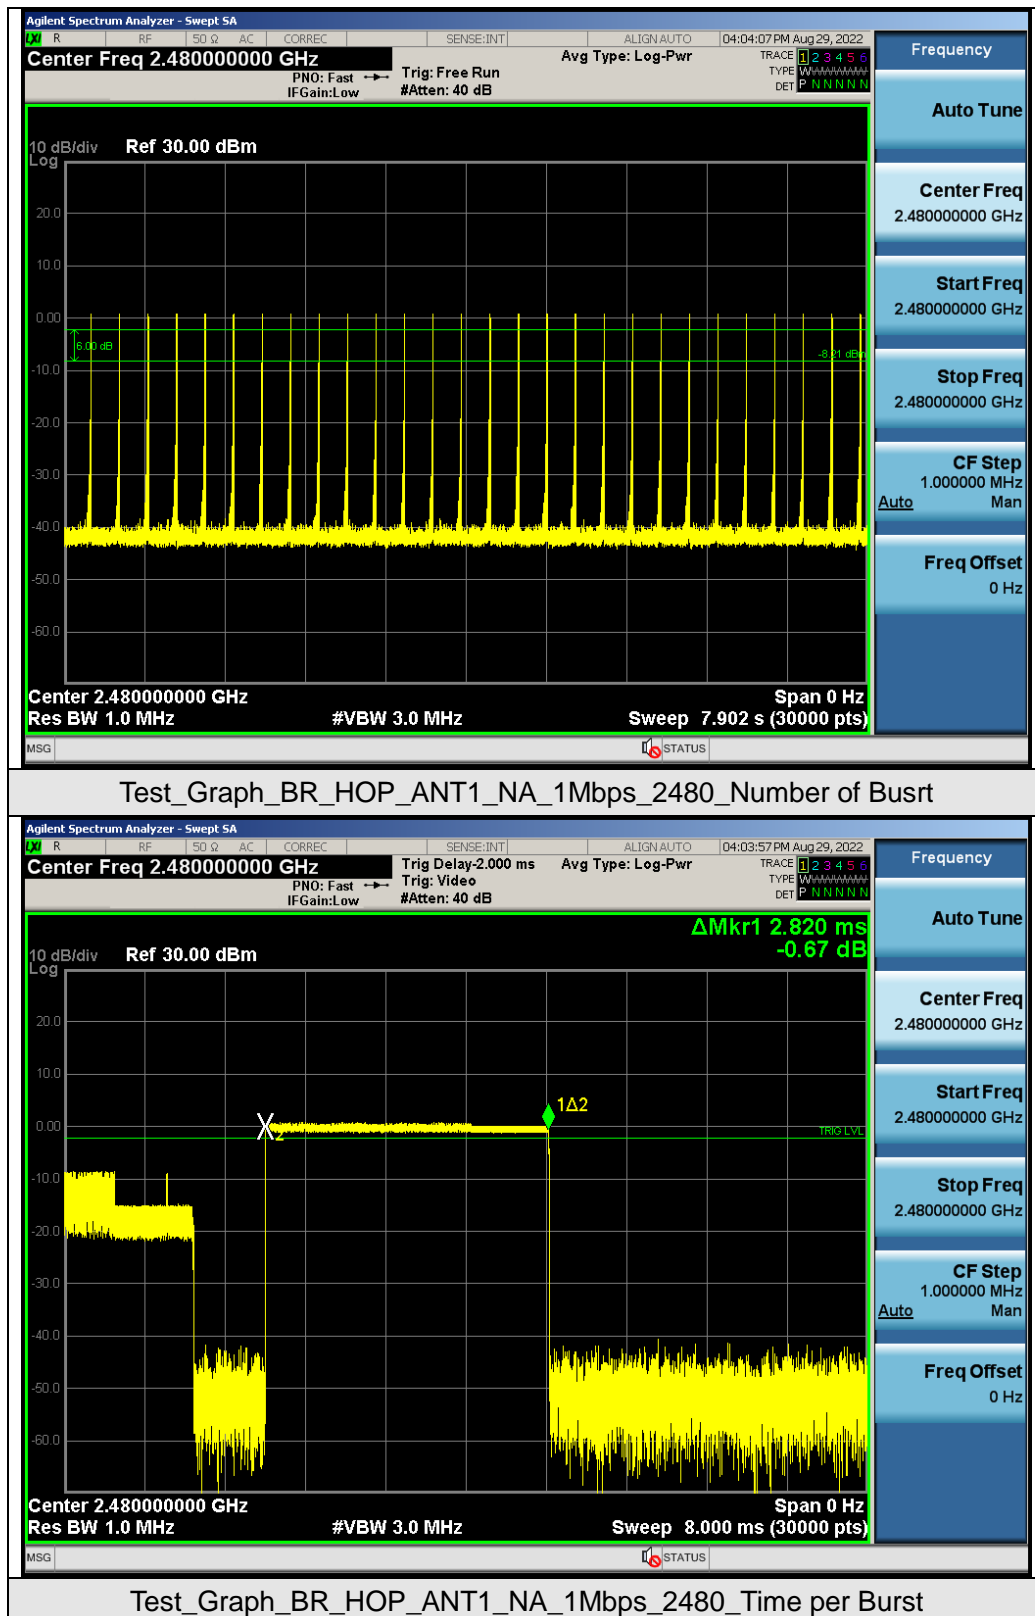 Agilent Spectrum Analyzer - Swept SA
LXI R RF 50 Ω AC CORREC SENSE:INT ALIGN AUTO 04:04:07 PM Aug 29, 2022
Center Freq 2.480000000 GHz
PNO: Fast
IFGain:Low
Trig: Free Run
#Atten: 40 dB
Avg Type: Log-Pwr
TRACE 1 2 3 4 5 6
TYPE
DET P N N N N N
Frequency
Auto Tune
Center Freq
2.480000000 GHz
Start Freq
2.480000000 GHz
Stop Freq
2.480000000 GHz
CF Step
1.000000 MHz
Auto Man
Freq Offset
0 Hz
10 dB/div Ref 30.00 dBm
Log
20.0
10.0
0.00
6.00 dB
-8.21 dBm
-10.0
-20.0
-30.0
-40.0
-50.0
-60.0
Center 2.480000000 GHz Span 0 Hz
Res BW 1.0 MHz #VBW 3.0 MHz Sweep 7.902 s (30000 pts)
MSG STATUS
Test_Graph_BR_HOP_ANT1_NA_1Mbps_2480_Number of Busrt
Agilent Spectrum Analyzer - Swept SA
LXI R RF 50 Ω AC CORREC SENSE:INT ALIGN AUTO 04:03:57 PM Aug 29, 2022
Center Freq 2.480000000 GHz
PNO: Fast
IFGain:Low
Trig Delay-2.000 ms
Trig: Video
#Atten: 40 dB
Avg Type: Log-Pwr
TRACE 1 2 3 4 5 6
TYPE
DET P N N N N N
Frequency
Auto Tune
Center Freq
2.480000000 GHz
Start Freq
2.480000000 GHz
Stop Freq
2.480000000 GHz
CF Step
1.000000 MHz
Auto Man
Freq Offset
0 Hz
ΔMkr1 2.820 ms
-0.67 dB
10 dB/div Ref 30.00 dBm
Log
20.0
10.0
1Δ2
0.00
X2
TRIG LVL
-10.0
-20.0
-30.0
-40.0
-50.0
-60.0
Center 2.480000000 GHz Span 0 Hz
Res BW 1.0 MHz #VBW 3.0 MHz Sweep 8.000 ms (30000 pts)
MSG STATUS
Test_Graph_BR_HOP_ANT1_NA_1Mbps_2480_Time per Burst